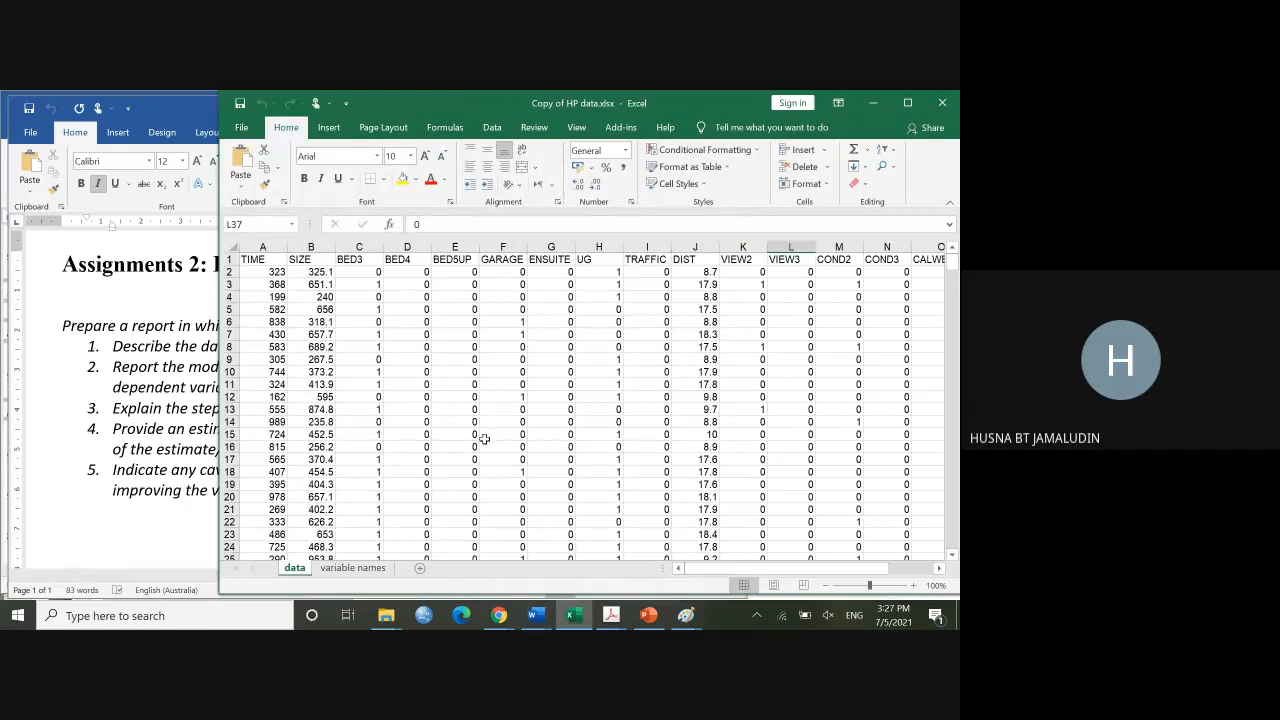 Copy of HP data.xlsx - Excel
Sign in
File Home Insert Design Layou
File Home Insert Page Layout Formulas Data Review View Add-ins Help Tell me what you want to do Share
Paste
Calibri 12
B I U abc x₂ x² A
Clipboard Font
Paste
Arial 10
B I U
General
% ,
Conditional Formatting
Format as Table
Cell Styles
Insert
Delete
Format
Clipboard Font Alignment Number Styles Cells Editing
L37 fx 0
A B C D E F G H I J K L M N O
1 TIME SIZE BED3 BED4 BED5UP GARAGE ENSUITE UG TRAFFIC DIST VIEW2 VIEW3 COND2 COND3 CALWE
2 323 325.1 0 0 0 0 0 1 0 8.7 0 0 0 0
3 368 651.1 1 0 0 0 0 1 0 17.9 1 0 1 0
4 199 240 0 0 0 0 0 1 0 8.8 0 0 0 0
5 582 656 1 0 0 0 0 0 0 17.5 0 0 0 0
6 838 318.1 0 0 0 1 0 0 0 8.8 0 0 0 0
7 430 657.7 1 0 0 1 0 0 0 18.3 0 0 0 0
8 583 689.2 1 0 0 0 0 0 0 17.5 1 0 1 0
9 305 267.5 0 0 0 0 0 1 0 8.9 0 0 0 0
10 744 373.2 1 0 0 0 0 1 0 17.9 0 0 0 0
11 324 413.9 1 0 0 0 0 1 0 17.8 0 0 0 0
12 162 595 0 0 0 1 0 1 0 9.8 0 0 0 0
13 555 874.8 1 0 0 0 0 0 0 9.7 1 0 0 0
14 989 235.8 0 0 0 0 0 0 0 8.8 0 0 1 0
15 724 452.5 1 0 0 0 0 1 0 10 0 0 0 0
16 815 256.2 0 0 0 0 0 0 0 8.9 0 0 0 0
17 565 370.4 1 0 0 0 0 1 0 17.6 0 0 0 0
18 407 454.5 1 0 0 1 0 1 0 17.8 0 0 0 0
19 395 404.3 1 0 0 0 0 1 0 17.6 0 0 0 0
20 978 657.1 1 0 0 0 0 1 0 18.1 0 0 0 0
21 269 402.2 1 0 0 0 0 1 0 17.9 0 0 0 0
22 333 626.2 1 0 0 0 0 0 0 17.8 0 0 1 0
23 486 653 1 0 0 0 0 1 0 18.4 0 0 0 0
24 725 468.3 1 0 0 0 0 1 0 17.8 0 0 0 0
25 290 953.8 1 0 0 1 0 1 0 9.2 0 0 1 0
data variable names
100%
Assignments 2:
Prepare a report in whi
1. Describe the da
2. Report the mod
dependent varia
3. Explain the step
4. Provide an estin
of the estimate,
5. Indicate any cav
improving the v
Page 1 of 1 83 words English (Australia)
Type here to search
ENG
3:27 PM
7/5/2021
H
HUSNA BT JAMALUDIN